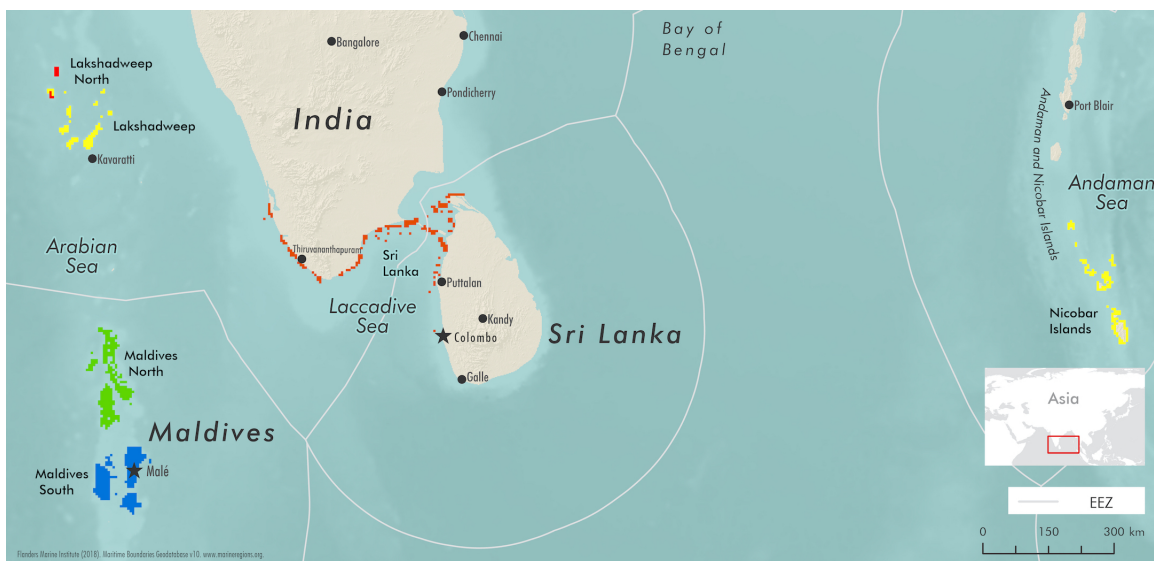 Bay of
Bengal
Chennai
Bangalore
Lakshadweep
North
Pondicherry
Port Blair
India
Lakshadweep
Kavaratti
Andaman and Nicobar Islands
Andaman
Sea
Arabian
Sea
Thiruvananthapuram
Sri
Lanka
Puttalan
Laccadive
Sea
Nicobar
Islands
Kandy
Sri Lanka
Colombo
Maldives
North
Galle
Asia
Maldives
Malé
Maldives
South
EEZ
0 150 300 km
Flanders Marine Institute (2018). Maritime Boundaries Geodatabase v10. www.marineregions.org.